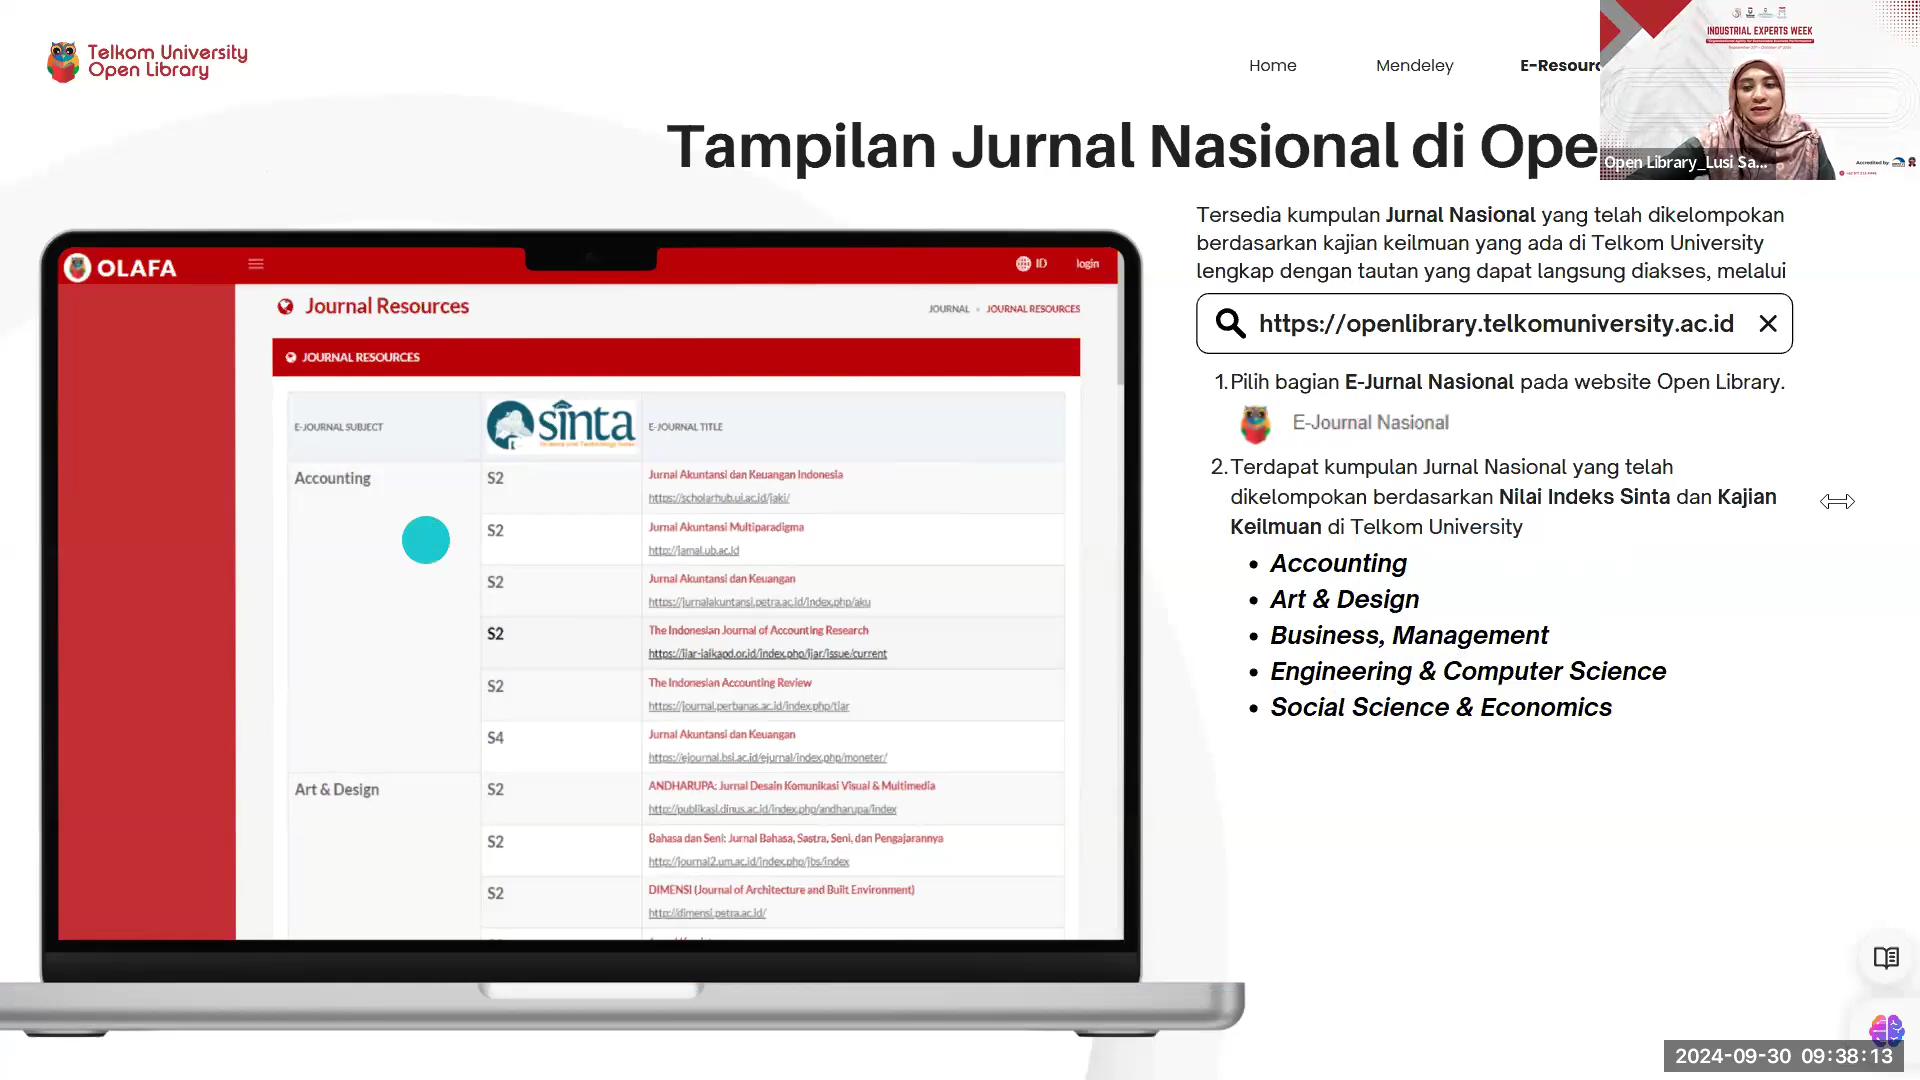 Telkom University
Open Library
Home
Mendeley
E-Resourc
INDUSTRIAL EXPERTS WEEK
Accredited by:
Open Library_Lusi Sa...
Tampilan Jurnal Nasional di Ope
Tersedia kumpulan Jurnal Nasional yang telah dikelompokan
berdasarkan kajian keilmuan yang ada di Telkom University
lengkap dengan tautan yang dapat langsung diakses, melalui
https://openlibrary.telkomuniversity.ac.id
1. Pilih bagian E-Jurnal Nasional pada website Open Library.
E-Journal Nasional
2. Terdapat kumpulan Jurnal Nasional yang telah
dikelompokan berdasarkan Nilai Indeks Sinta dan Kajian
Keilmuan di Telkom University
• Accounting
• Art & Design
• Business, Management
• Engineering & Computer Science
• Social Science & Economics
OLAFA
ID
login
Journal Resources
JOURNAL
JOURNAL RESOURCES
JOURNAL RESOURCES
E-JOURNAL SUBJECT
sinta
E-JOURNAL TITLE
Accounting
S2
Jurnal Akuntansi dan Keuangan Indonesia
https://scholarhub.ui.ac.id/jaki/
S2
Jurnal Akuntansi Multiparadigma
http://jamal.ub.ac.id
S2
Jurnal Akuntansi dan Keuangan
https://jurnalakuntansi.petra.ac.id/index.php/aku
S2
The Indonesian Journal of Accounting Research
https://ijar-iaikapd.or.id/index.php/ijar/issue/current
S2
The Indonesian Accounting Review
https://journal.perbanas.ac.id/index.php/tiar
S4
Jurnal Akuntansi dan Keuangan
https://ejournal.bsi.ac.id/ejurnal/index.php/moneter/
Art & Design
S2
ANDHARUPA: Jurnal Desain Komunikasi Visual & Multimedia
http://publikasi.dinus.ac.id/index.php/andharupa/index
S2
Bahasa dan Seni: Jurnal Bahasa, Sastra, Seni, dan Pengajarannya
http://journal2.um.ac.id/index.php/jbs/index
S2
DIMENSI (Journal of Architecture and Built Environment)
http://dimensi.petra.ac.id/
2024-09-30 09:38:13